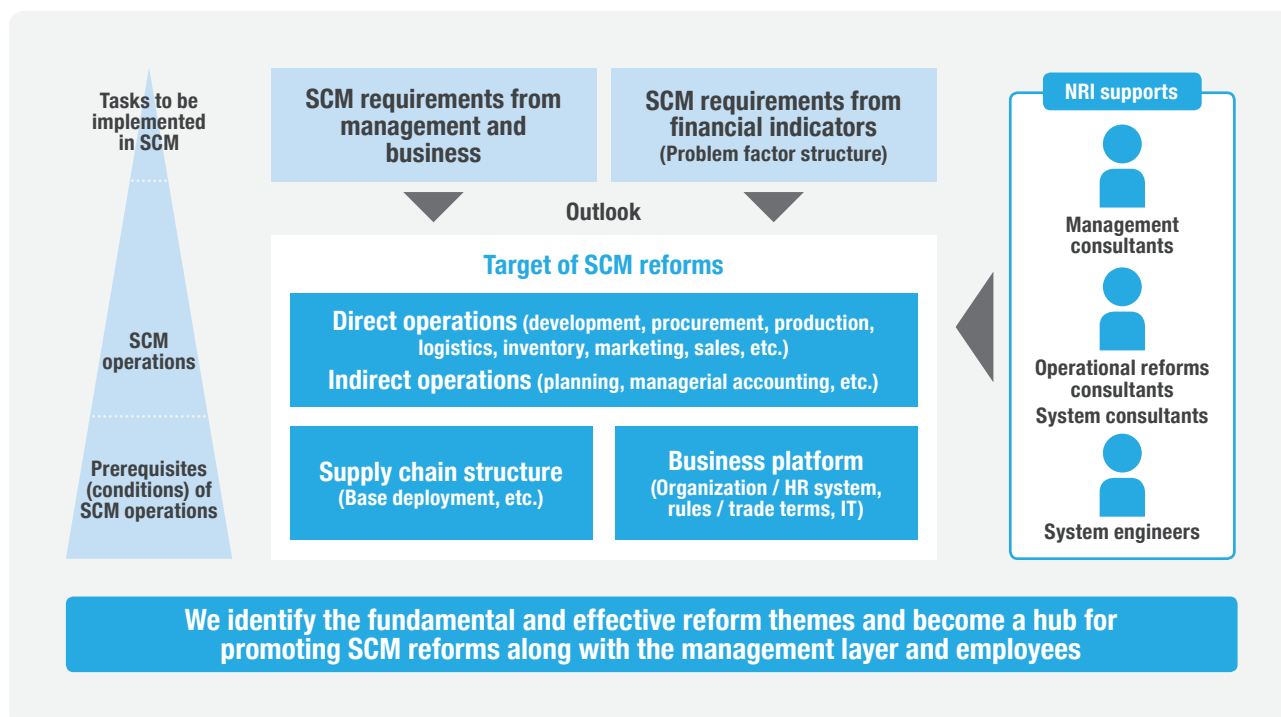 Tasks to be
implemented
in SCM
SCM requirements from
management and
business
SCM requirements from
financial indicators
(Problem factor structure)
Outlook
Target of SCM reforms
SCM
operations
Direct operations (development, procurement, production,
logistics, inventory, marketing, sales, etc.)
Indirect operations (planning, managerial accounting, etc.)
Prerequisites
(conditions) of
SCM operations
Supply chain structure
(Base deployment, etc.)
Business platform
(Organization / HR system,
rules / trade terms, IT)
NRI supports
Management
consultants
Operational reforms
consultants
System consultants
System engineers
We identify the fundamental and effective reform themes and become a hub for
promoting SCM reforms along with the management layer and employees